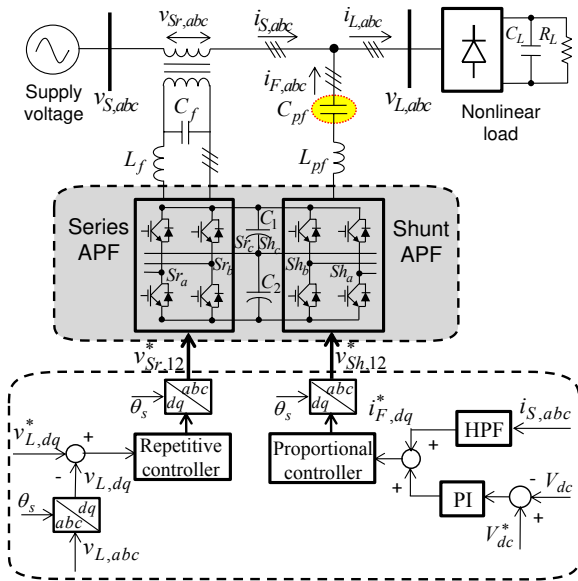 v_{Sr,abc}
i_{S,abc}
i_{L,abc}
C_L
R_L
Supply
voltage
v_{S,abc}
i_{F,abc}
C_{pf}
v_{L,abc}
Nonlinear
load
C_f
L_f
L_{pf}
Series
APF
C_1
Sr_c
Sh_c
Shunt
APF
Sr_b
Sh_b
Sr_a
Sh_a
C_2
v^*_{Sr,12}
v^*_{Sh,12}
θ_s
abc
dq
θ_s
abc
dq
i^*_{F,dq}
i_{S,abc}
HPF
v^*_{L,dq}
+
-
v_{L,dq}
Repetitive
controller
Proportional
controller
+
+
PI
-
+
V_{dc}
V^*_{dc}
θ_s
dq
abc
v_{L,abc}